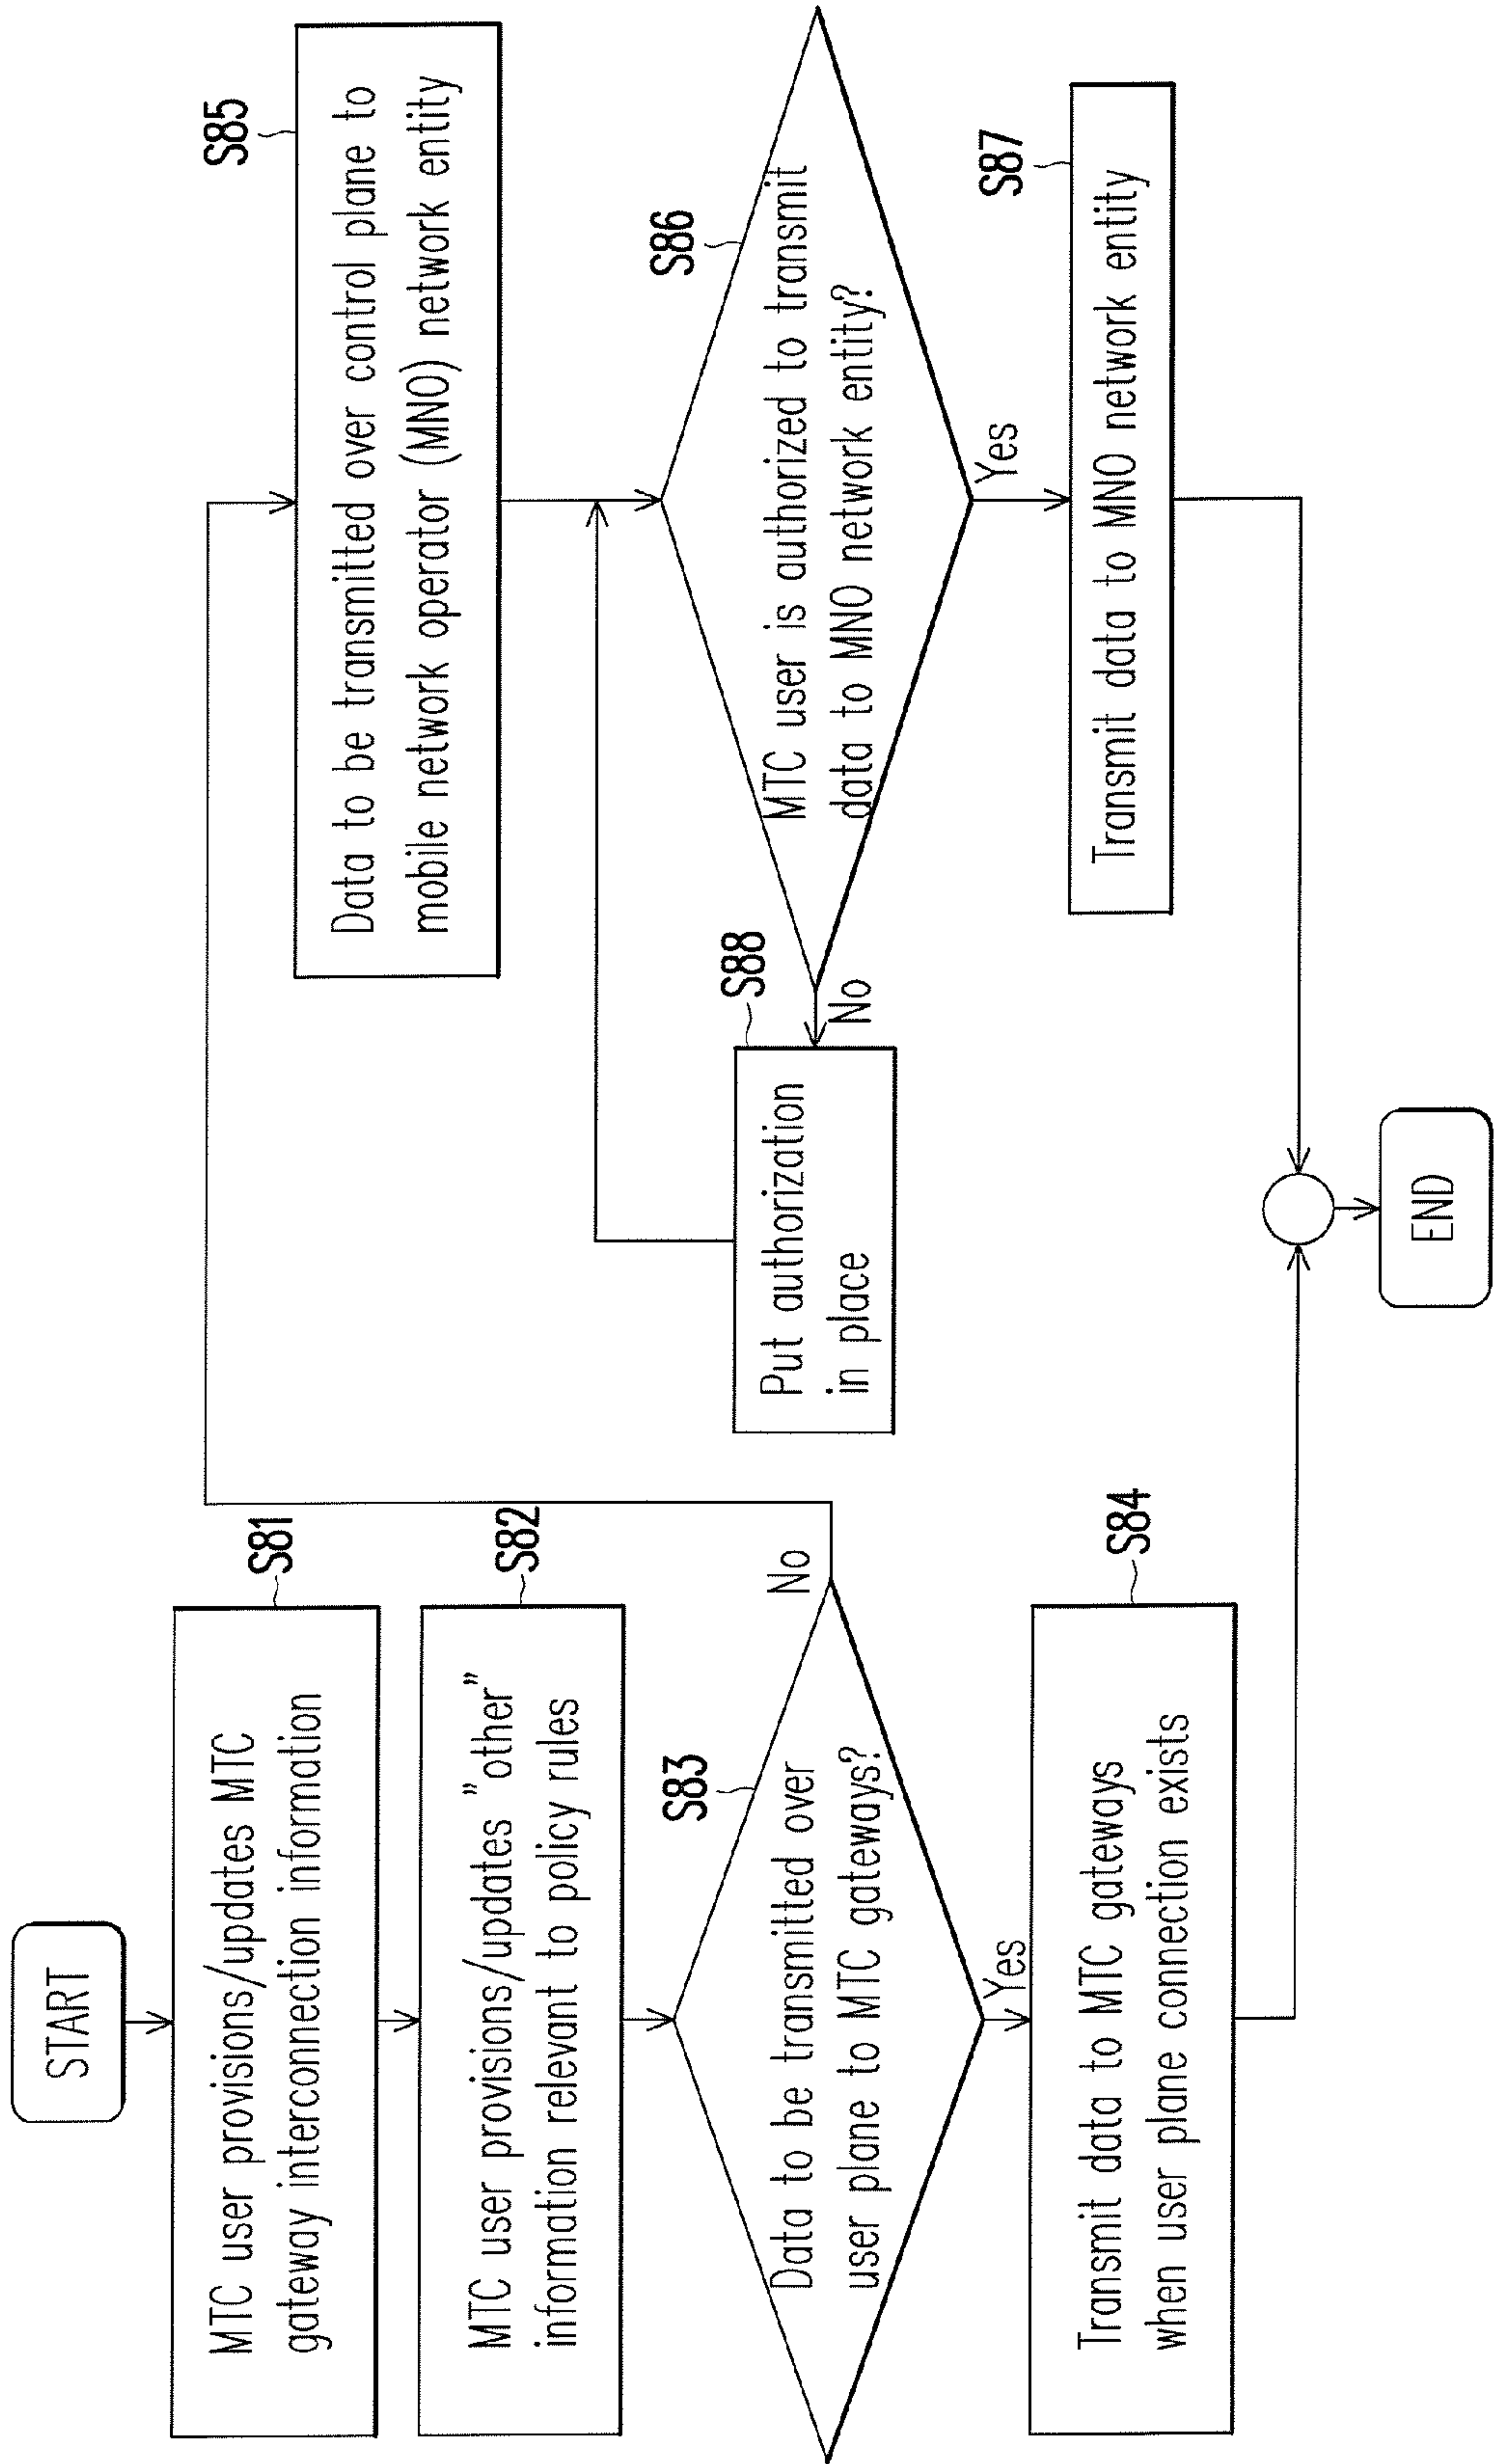 START
MTC user provisions/updates MTC
gateway interconnection information
S81
MTC user provisions/updates "other"
information relevant to policy rules
S82
Data to be transmitted over
user plane to MTC gateways?
S83
No
Yes
Transmit data to MTC gateways
when user plane connection exists
S84
Data to be transmitted over control plane to
mobile network operator (MNO) network entity
S85
MTC user is authorized to transmit
data to MNO network entity?
S86
No
Yes
Put authorization
in place
S88
Transmit data to MNO network entity
S87
END